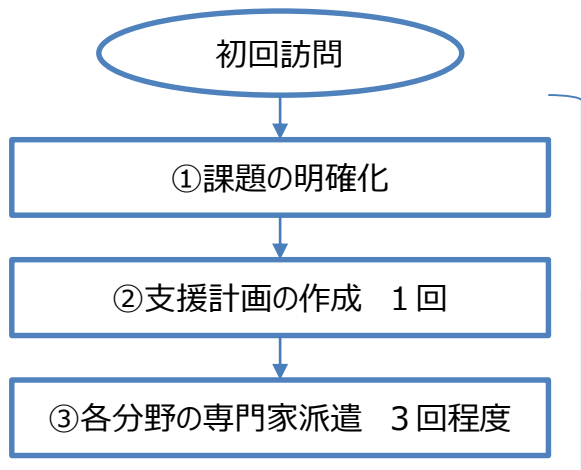 初回訪問
①課題の明確化
②支援計画の作成　１回
③各分野の専門家派遣　３回程度